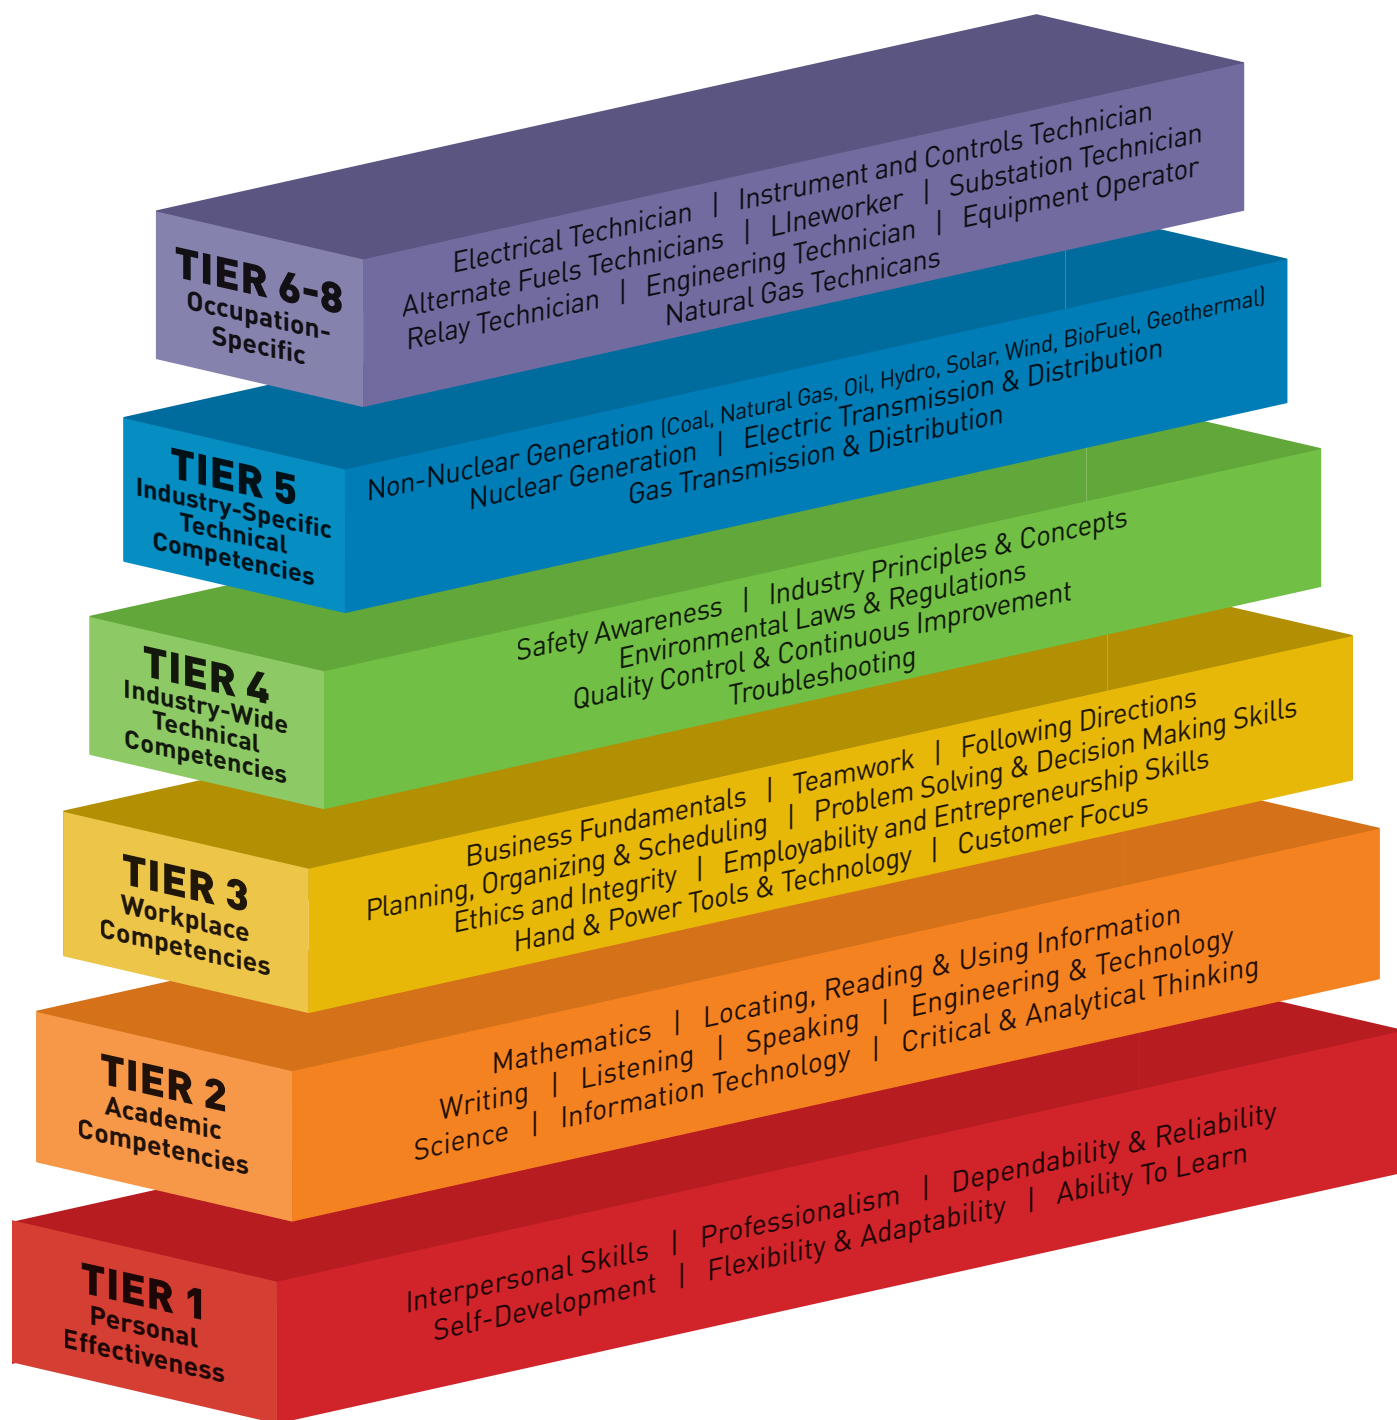 TIER 6-8
Occupation-
Specific
Electrical Technician | Instrument and Controls Technician
Alternate Fuels Technicians | LIneworker | Substation Technician
Relay Technician | Engineering Technician | Equipment Operator
Natural Gas Technicans
TIER 5
Industry-Specific
Technical
Competencies
Non-Nuclear Generation (Coal, Natural Gas, Oil, Hydro, Solar, Wind, BioFuel, Geothermal)
Nuclear Generation | Electric Transmission & Distribution
Gas Transmission & Distribution
TIER 4
Industry-Wide
Technical
Competencies
Safety Awareness | Industry Principles & Concepts
Environmental Laws & Regulations
Quality Control & Continuous Improvement
Troubleshooting
TIER 3
Workplace
Competencies
Business Fundamentals | Teamwork | Following Directions
Planning, Organizing & Scheduling | Problem Solving & Decision Making Skills
Ethics and Integrity | Employability and Entrepreneurship Skills
Hand & Power Tools & Technology | Customer Focus
TIER 2
Academic
Competencies
Mathematics | Locating, Reading & Using Information
Writing | Listening | Speaking | Engineering & Technology
Science | Information Technology | Critical & Analytical Thinking
TIER 1
Personal
Effectiveness
Interpersonal Skills | Professionalism | Dependability & Reliability
Self-Development | Flexibility & Adaptability | Ability To Learn